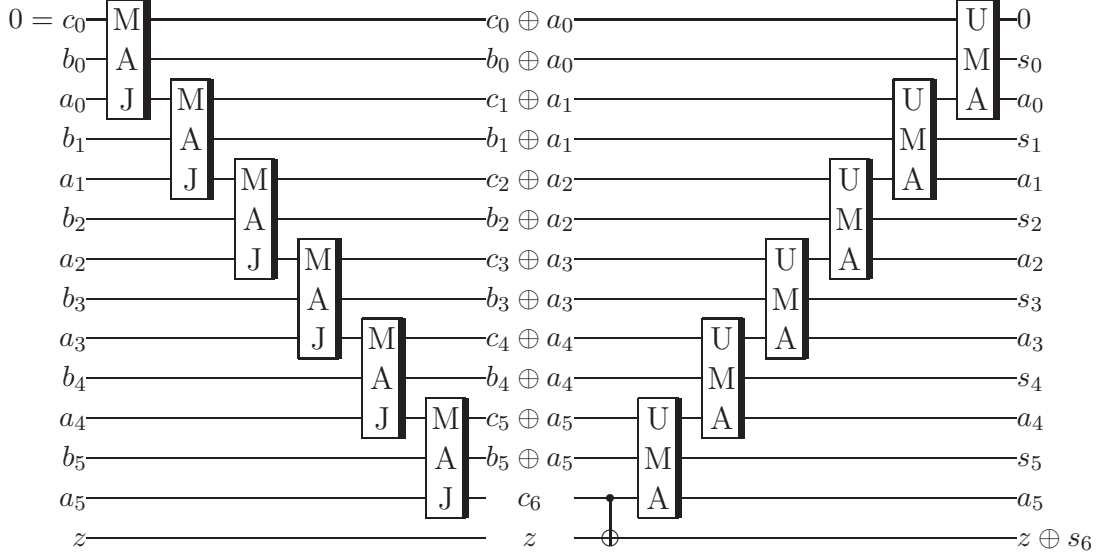 0 = c₀ M c₀ ⊕ a₀ U 0
b₀ A b₀ ⊕ a₀ M s₀
a₀ J M c₁ ⊕ a₁ U A a₀
b₁ A b₁ ⊕ a₁ M s₁
a₁ J M c₂ ⊕ a₂ U A a₁
b₂ A b₂ ⊕ a₂ M s₂
a₂ J M c₃ ⊕ a₃ U A a₂
b₃ A b₃ ⊕ a₃ M s₃
a₃ J M c₄ ⊕ a₄ U A a₃
b₄ A b₄ ⊕ a₄ M s₄
a₄ J M c₅ ⊕ a₅ U A a₄
b₅ A b₅ ⊕ a₅ M s₅
a₅ J c₆ A a₅
z z z ⊕ s₆